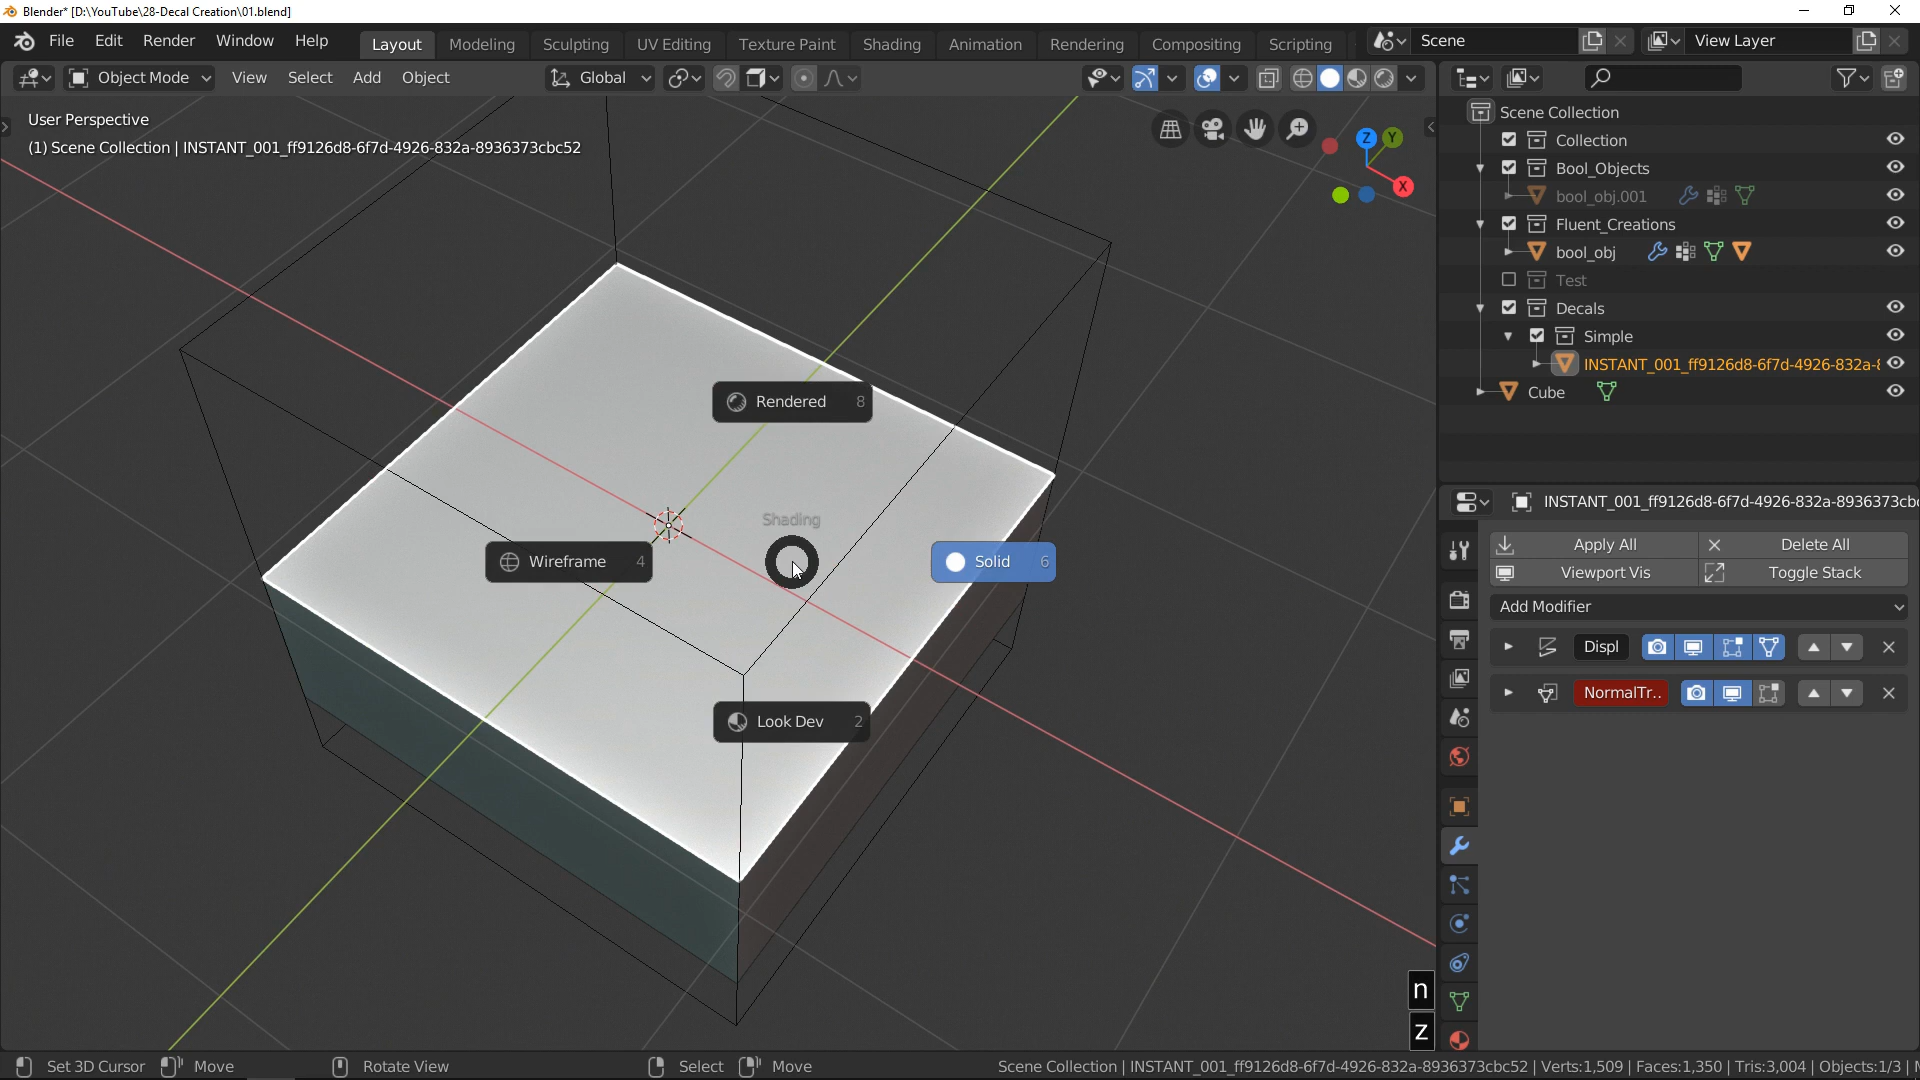 Blender* [D:\YouTube\28-Decal Creation\01.blend]
File Edit Render Window Help
Layout Modeling Sculpting UV Editing Texture Paint Shading Animation Rendering Compositing Scripting
Scene
View Layer
Object Mode View Select Add Object
Global
User Perspective
(1) Scene Collection | INSTANT_001_ff9126d8-6f7d-4926-832a-8936373cbc52
Z
Y
X
Rendered 8
Shading
Wireframe 4
Solid 6
Look Dev 2
n
z
Scene Collection
Collection
Bool_Objects
bool_obj.001
Fluent_Creations
bool_obj
Test
Decals
Simple
INSTANT_001_ff9126d8-6f7d-4926-832a-8
Cube
INSTANT_001_ff9126d8-6f7d-4926-832a-8936373cb
Apply All Delete All
Viewport Vis Toggle Stack
Add Modifier
Displ
NormalTr..
Set 3D Cursor Move Rotate View Select Move
Scene Collection | INSTANT_001_ff9126d8-6f7d-4926-832a-8936373cbc52 | Verts:1,509 | Faces:1,350 | Tris:3,004 | Objects:1/3 |